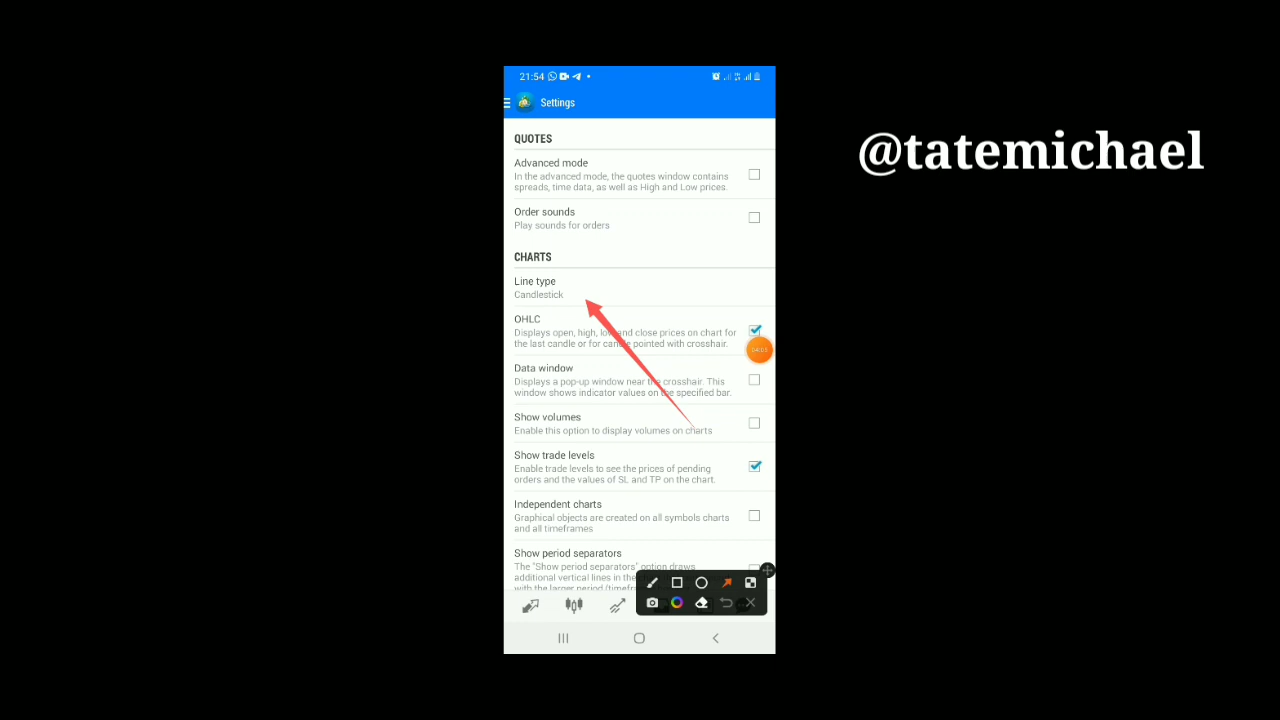 21:54
Settings
@tatemichael
QUOTES
Advanced mode
In the advanced mode, the quotes window contains
spreads, time data, as well as High and Low prices.
Order sounds
Play sounds for orders
CHARTS
Line type
Candlestick
OHLC
Displays open, high, low and close prices on chart for
the last candle or for candle pointed with crosshair.
Data window
Displays a pop-up window near the crosshair. This
window shows indicator values on the specified bar.
Show volumes
Enable this option to display volumes on charts
Show trade levels
Enable trade levels to see the prices of pending
orders and the values of SL and TP on the chart.
Independent charts
Graphical objects are created on all symbols charts
and all timeframes
Show period separators
The "Show period separators" option draws
additional vertical lines in the
with the larger period